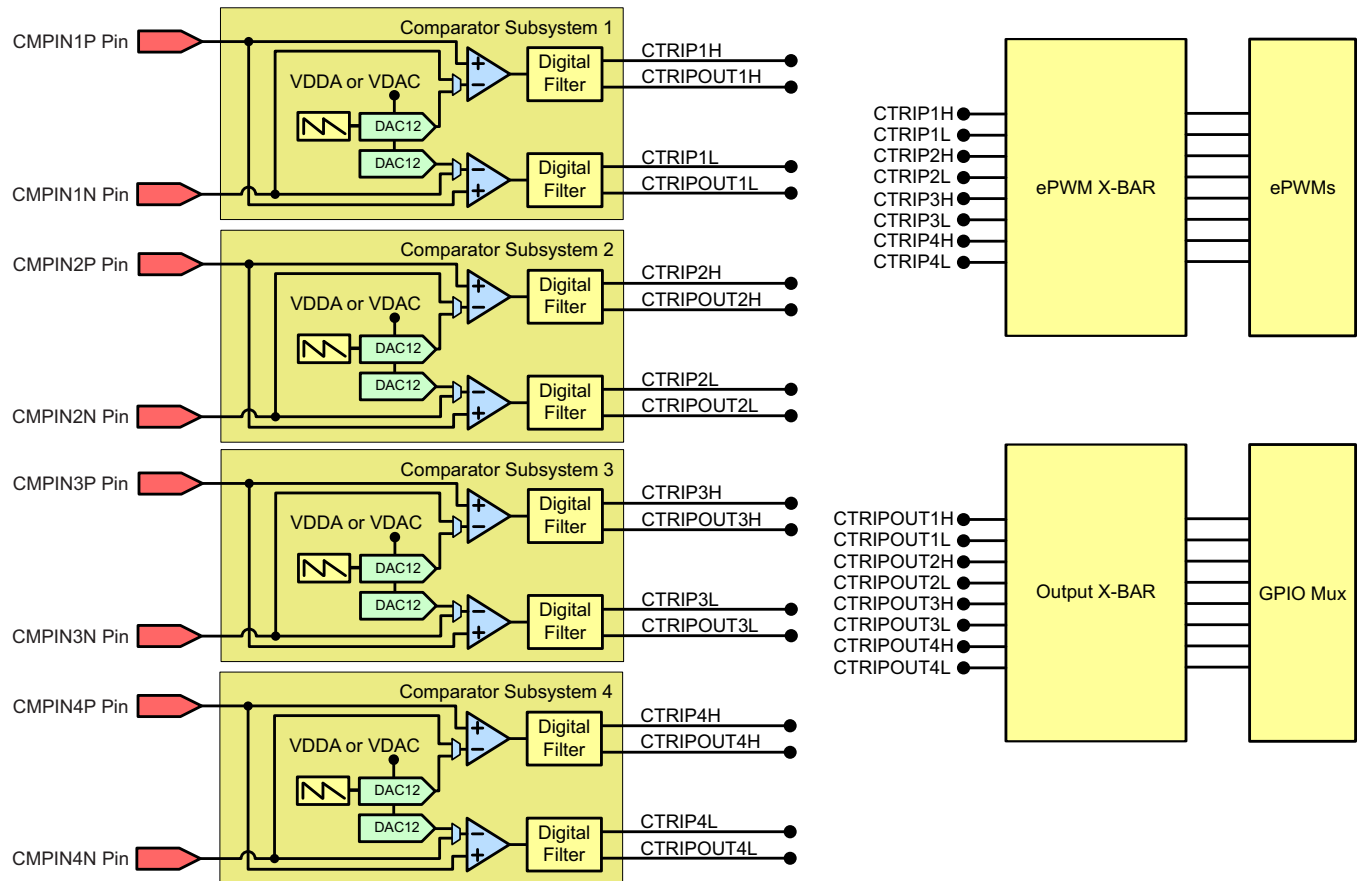 Comparator Subsystem 1
CMPIN1P Pin
VDDA or VDAC
DAC12
DAC12
Digital
Filter
Digital
Filter
CTRIP1H
CTRIPOUT1H
CTRIP1L
CTRIPOUT1L
CMPIN1N Pin
Comparator Subsystem 2
CMPIN2P Pin
VDDA or VDAC
DAC12
DAC12
Digital
Filter
Digital
Filter
CTRIP2H
CTRIPOUT2H
CTRIP2L
CTRIPOUT2L
CMPIN2N Pin
Comparator Subsystem 3
CMPIN3P Pin
VDDA or VDAC
DAC12
DAC12
Digital
Filter
Digital
Filter
CTRIP3H
CTRIPOUT3H
CTRIP3L
CTRIPOUT3L
CMPIN3N Pin
Comparator Subsystem 4
CMPIN4P Pin
VDDA or VDAC
DAC12
DAC12
Digital
Filter
Digital
Filter
CTRIP4H
CTRIPOUT4H
CTRIP4L
CTRIPOUT4L
CMPIN4N Pin
CTRIP1H
CTRIP1L
CTRIP2H
CTRIP2L
CTRIP3H
CTRIP3L
CTRIP4H
CTRIP4L
ePWM X-BAR
ePWMs
CTRIPOUT1H
CTRIPOUT1L
CTRIPOUT2H
CTRIPOUT2L
CTRIPOUT3H
CTRIPOUT3L
CTRIPOUT4H
CTRIPOUT4L
Output X-BAR
GPIO Mux